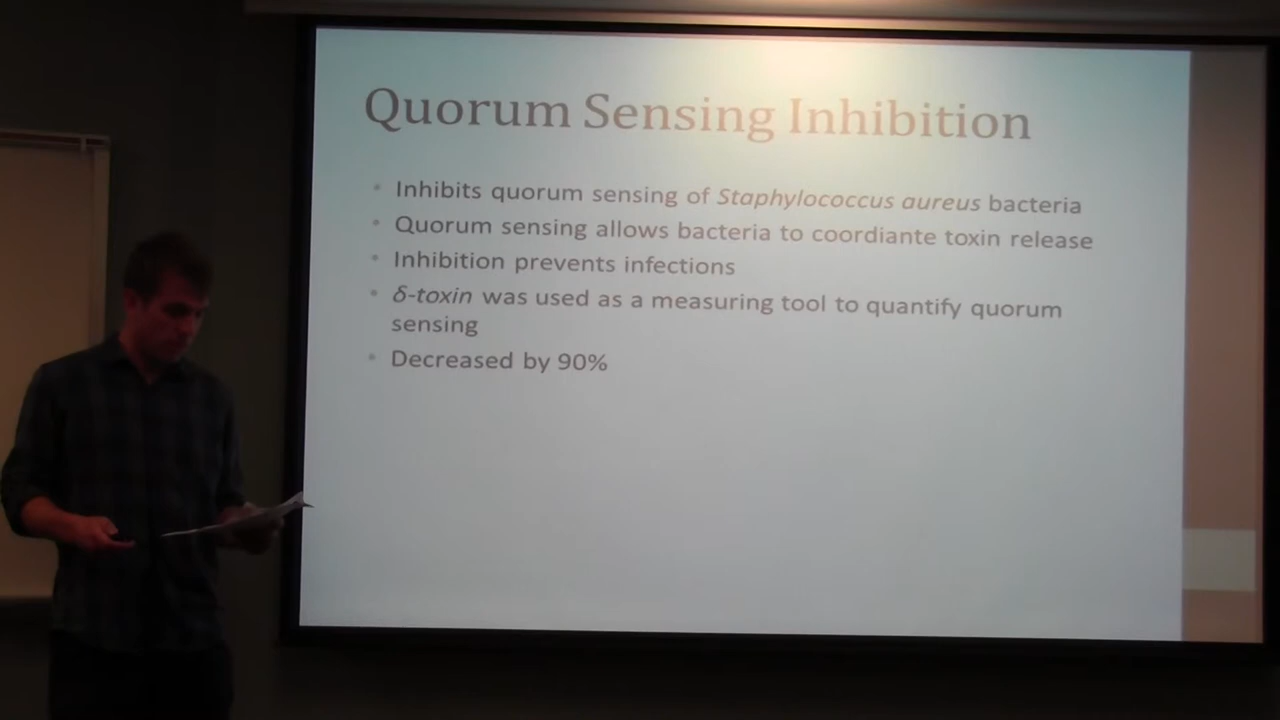 Quorum Sensing Inhibition
• Inhibits quorum sensing of Staphylococcus aureus bacteria
• Quorum sensing allows bacteria to coordiante toxin release
• Inhibition prevents infections
• δ-toxin was used as a measuring tool to quantify quorum
sensing
• Decreased by 90%